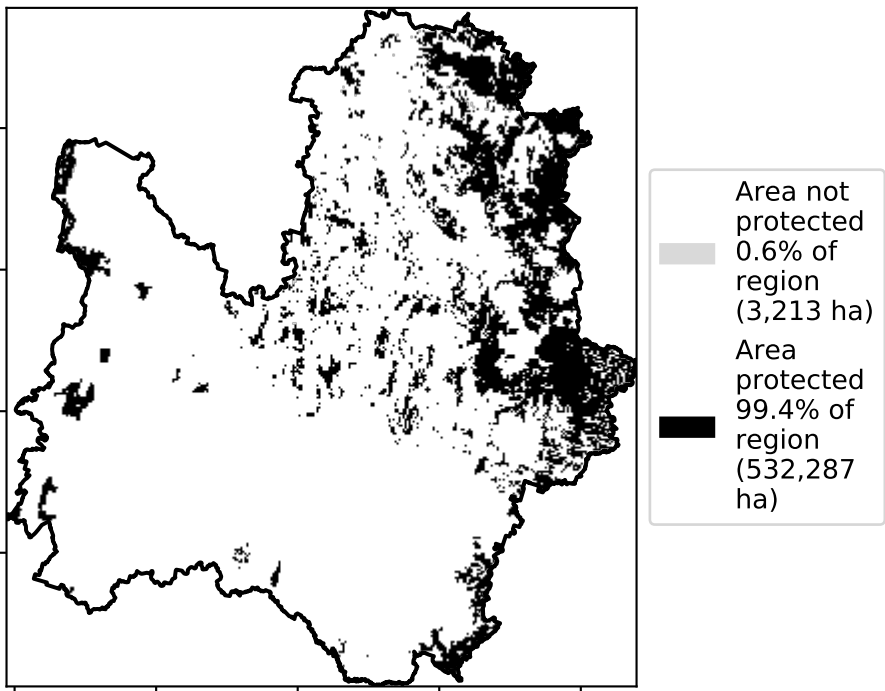 Area not
protected
0.6% of
region
(3,213 ha)
Area
protected
99.4% of
region
(532,287
ha)